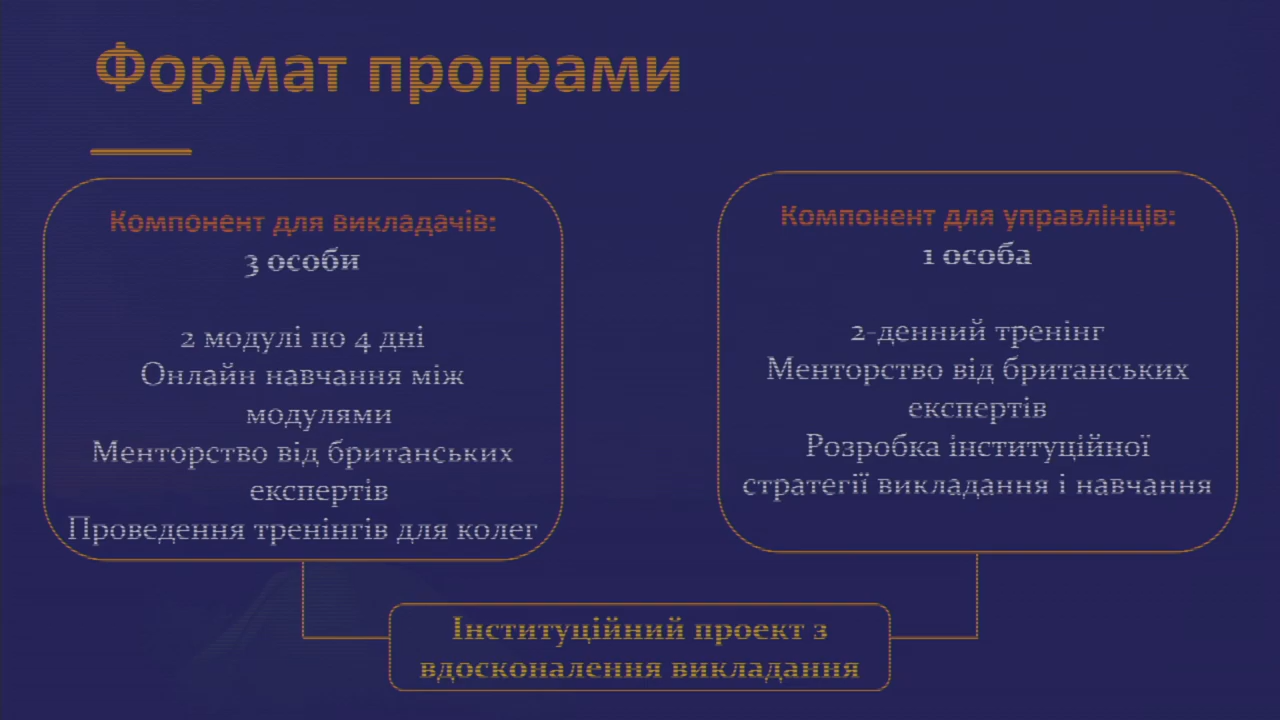 Формат програми
Компонент для викладачів:
3 особи
2 модулі по 4 дні
Онлайн навчання між
модулями
Менторство від британських
експертів
Проведення тренінгів для колег
Компонент для управлінців:
1 особа
2-денний тренінг
Менторство від британських
експертів
Розробка інституційної
стратегії викладання і навчання
Інституційний проект з
вдосконалення викладання